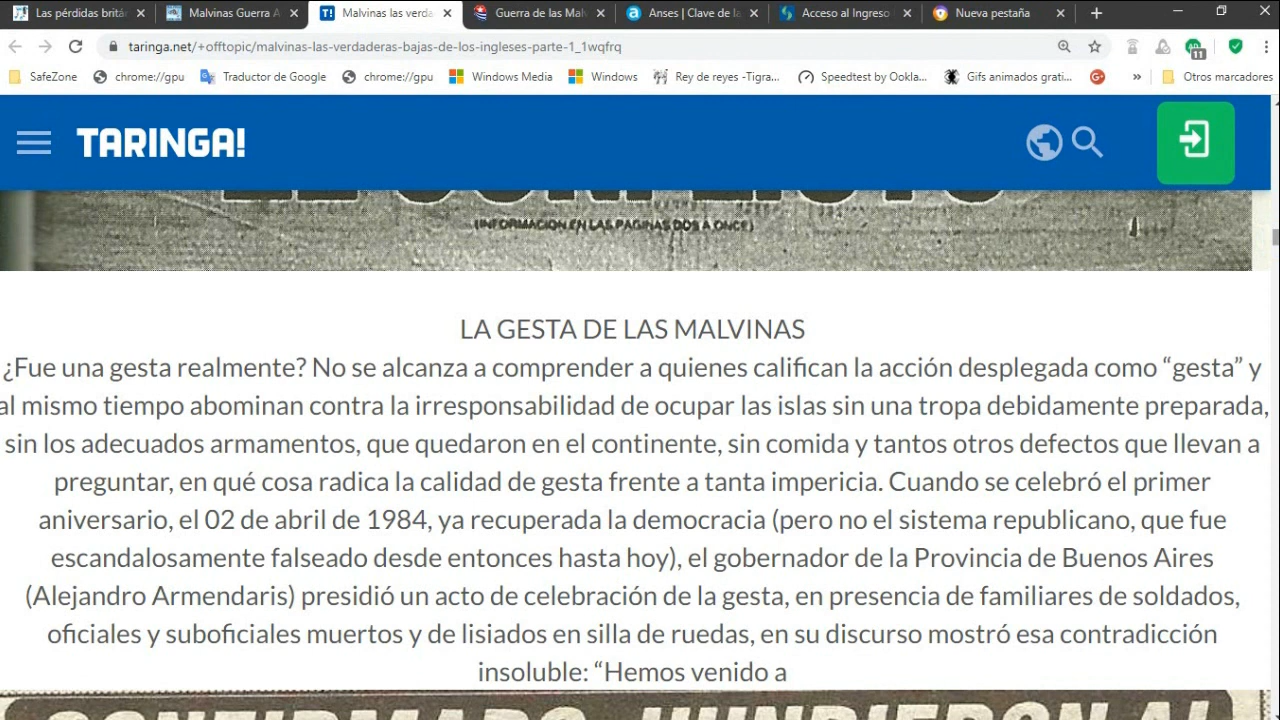 Las pérdidas britá
Malvinas Guerra A
Malvinas las verda
Guerra de las Malv
Anses | Clave de la
Acceso al Ingreso
Nueva pestaña
taringa.net/+offtopic/malvinas-las-verdaderas-bajas-de-los-ingleses-parte-1_1wqfrq
11
SafeZone
chrome://gpu
Traductor de Google
chrome://gpu
Windows Media
Windows
Rey de reyes -Tigra...
Speedtest by Ookla...
Gifs animados grati...
»
Otros marcadores
TARINGA!
(INFORMACION EN LAS PAGINAS DOS A ONCE)
LA GESTA DE LAS MALVINAS
¿Fue una gesta realmente? No se alcanza a comprender a quienes califican la acción desplegada como “gesta” y
al mismo tiempo abominan contra la irresponsabilidad de ocupar las islas sin una tropa debidamente preparada,
sin los adecuados armamentos, que quedaron en el continente, sin comida y tantos otros defectos que llevan a
preguntar, en qué cosa radica la calidad de gesta frente a tanta impericia. Cuando se celebró el primer
aniversario, el 02 de abril de 1984, ya recuperada la democracia (pero no el sistema republicano, que fue
escandalosamente falseado desde entonces hasta hoy), el gobernador de la Provincia de Buenos Aires
(Alejandro Armendaris) presidió un acto de celebración de la gesta, en presencia de familiares de soldados,
oficiales y suboficiales muertos y de lisiados en silla de ruedas, en su discurso mostró esa contradicción
insoluble: “Hemos venido a
CONFIRMADO: HUNDIERON AL